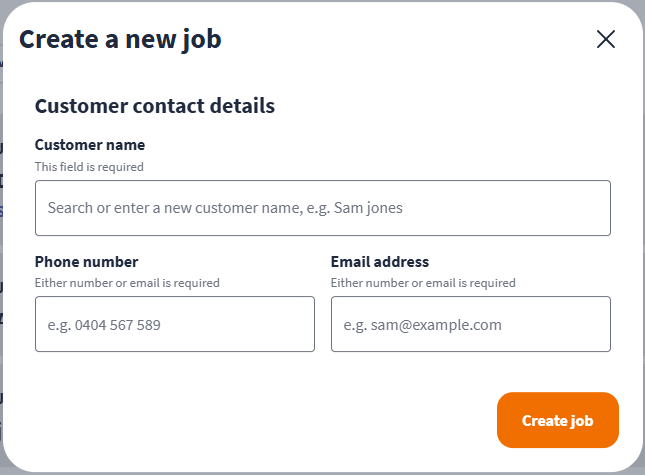 Create a new job
Customer contact details
Customer name
This field is required
Search or enter a new customer name, e.g. Sam jones
Phone number
Either number or email is required
e.g. 0404 567 589
Email address
Either number or email is required
e.g. sam@example.com
Create job